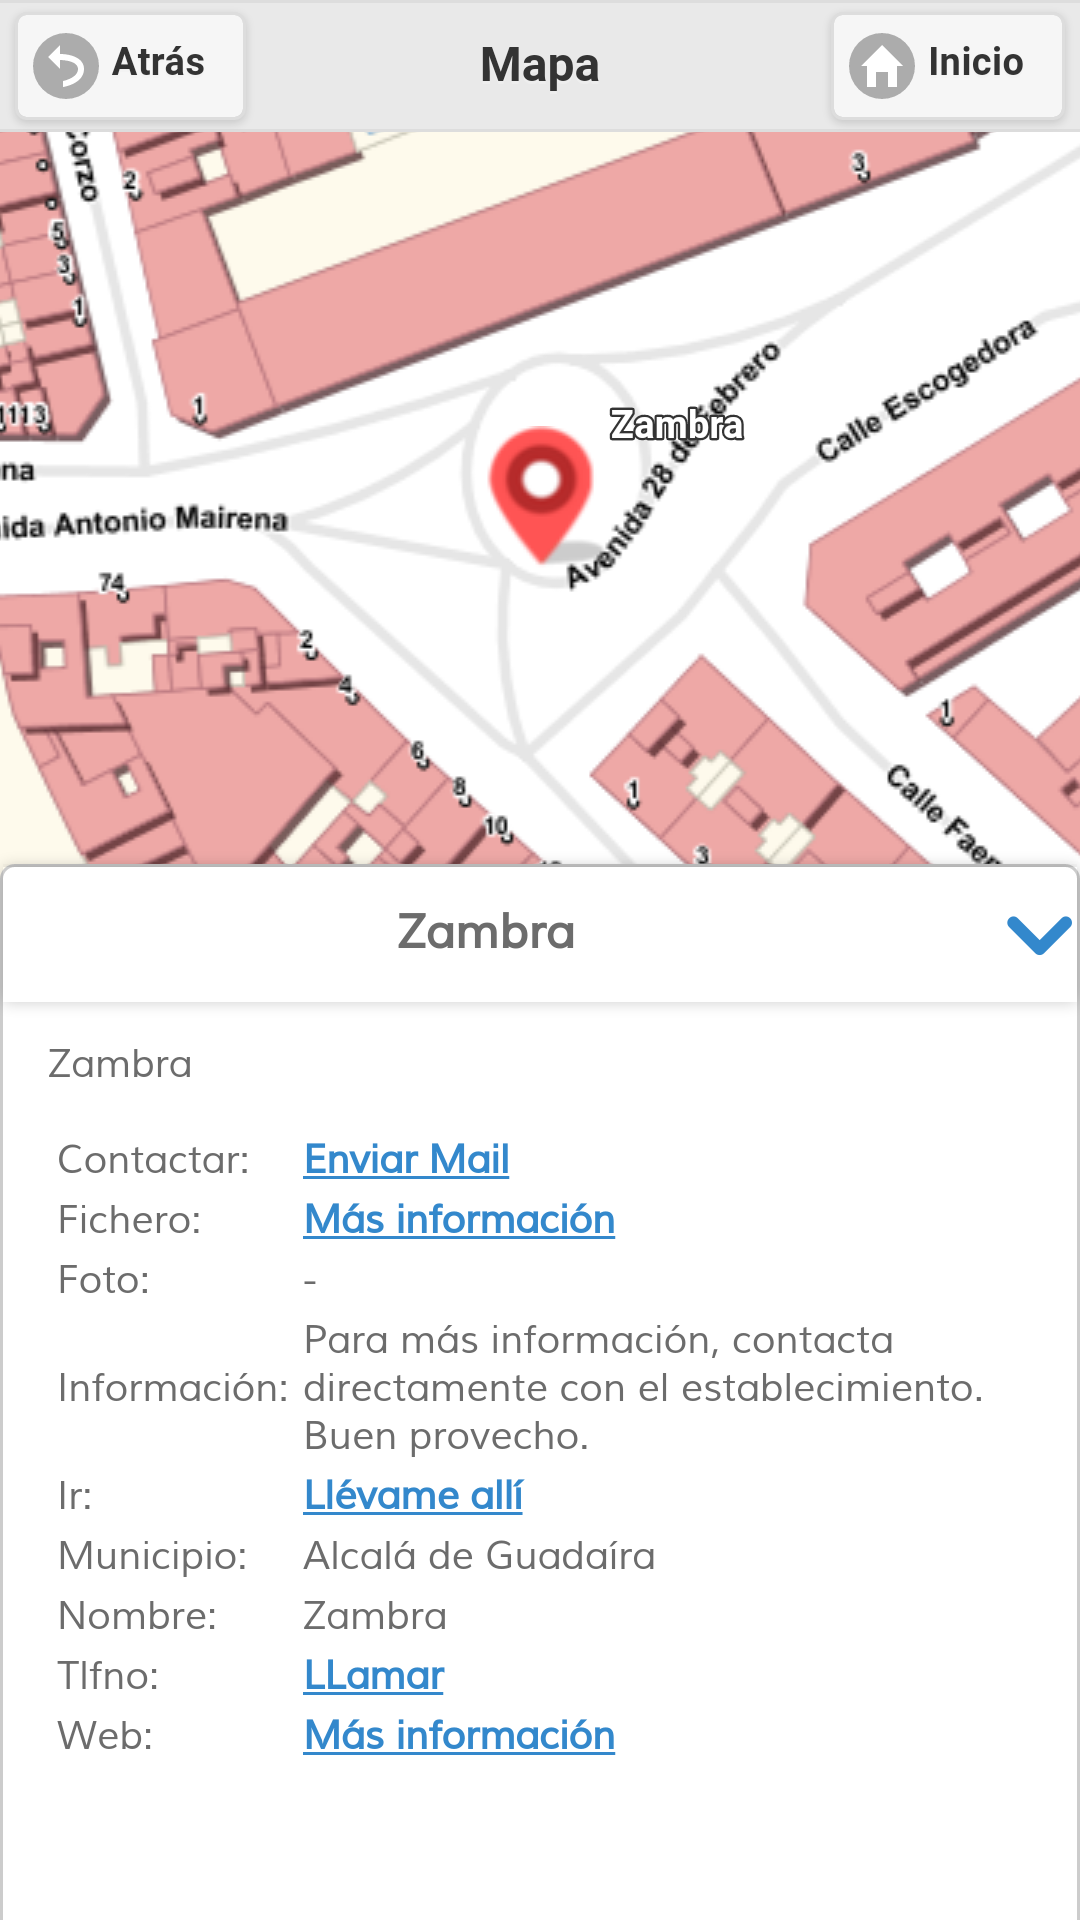 Atrás
Mapa
Inicio
Corzo
2
3
5
3
1
1
1113
na
ida Antonio Mairena
Zambra
Avenida 28 de Febrero
Calle Escogedora
74
2
4
6
8
10
1
3
1
Calle Faen
Zambra
Zambra
Contactar: Enviar Mail
Fichero: Más información
Foto: -
Información: Para más información, contacta
directamente con el establecimiento.
Buen provecho.
Ir: Llévame allí
Municipio: Alcalá de Guadaíra
Nombre: Zambra
Tlfno: LLamar
Web: Más información